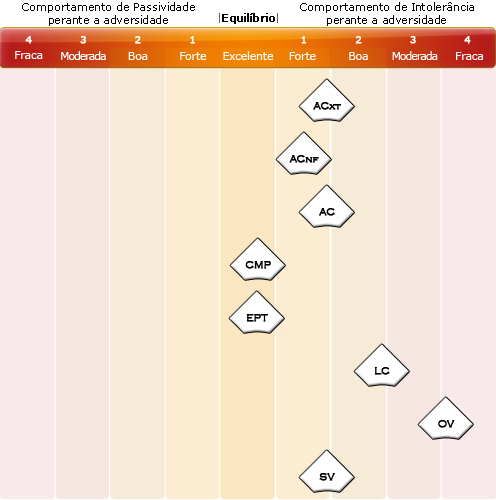 Comportamento de Passividade
perante a adversidade
|Equilíbrio|
Comportamento de Intolerância
perante a adversidade
4 3 2 1 1 2 3 4
Fraca Moderada Boa Forte Excelente Forte Boa Moderada Fraca
ACXT
ACNF
AC
CMP
EPT
LC
OV
SV